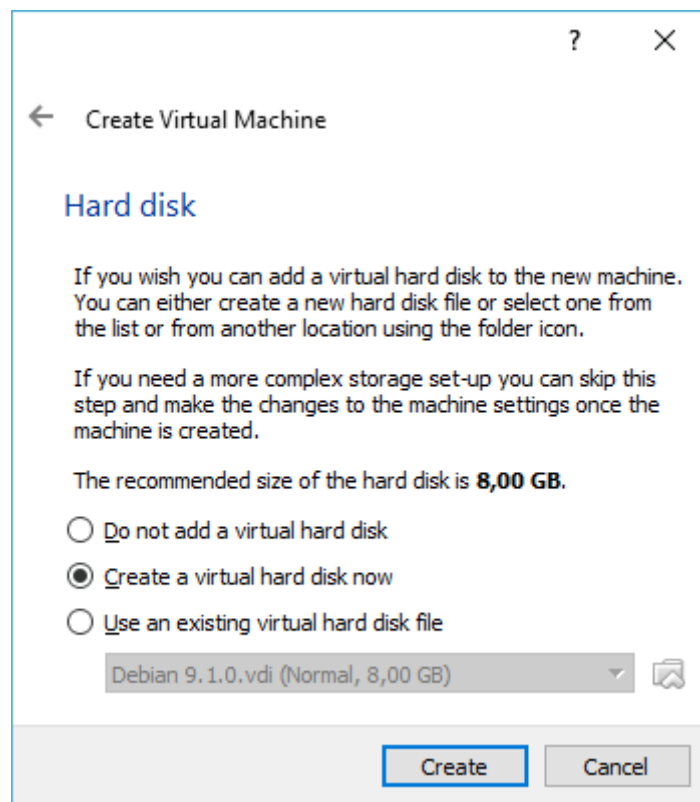 ?
Create Virtual Machine
Hard disk
If you wish you can add a virtual hard disk to the new machine.
You can either create a new hard disk file or select one from
the list or from another location using the folder icon.
If you need a more complex storage set-up you can skip this
step and make the changes to the machine settings once the
machine is created.
The recommended size of the hard disk is 8,00 GB.
Do not add a virtual hard disk
Create a virtual hard disk now
Use an existing virtual hard disk file
Debian 9.1.0.vdi (Normal, 8,00 GB)
Create Cancel